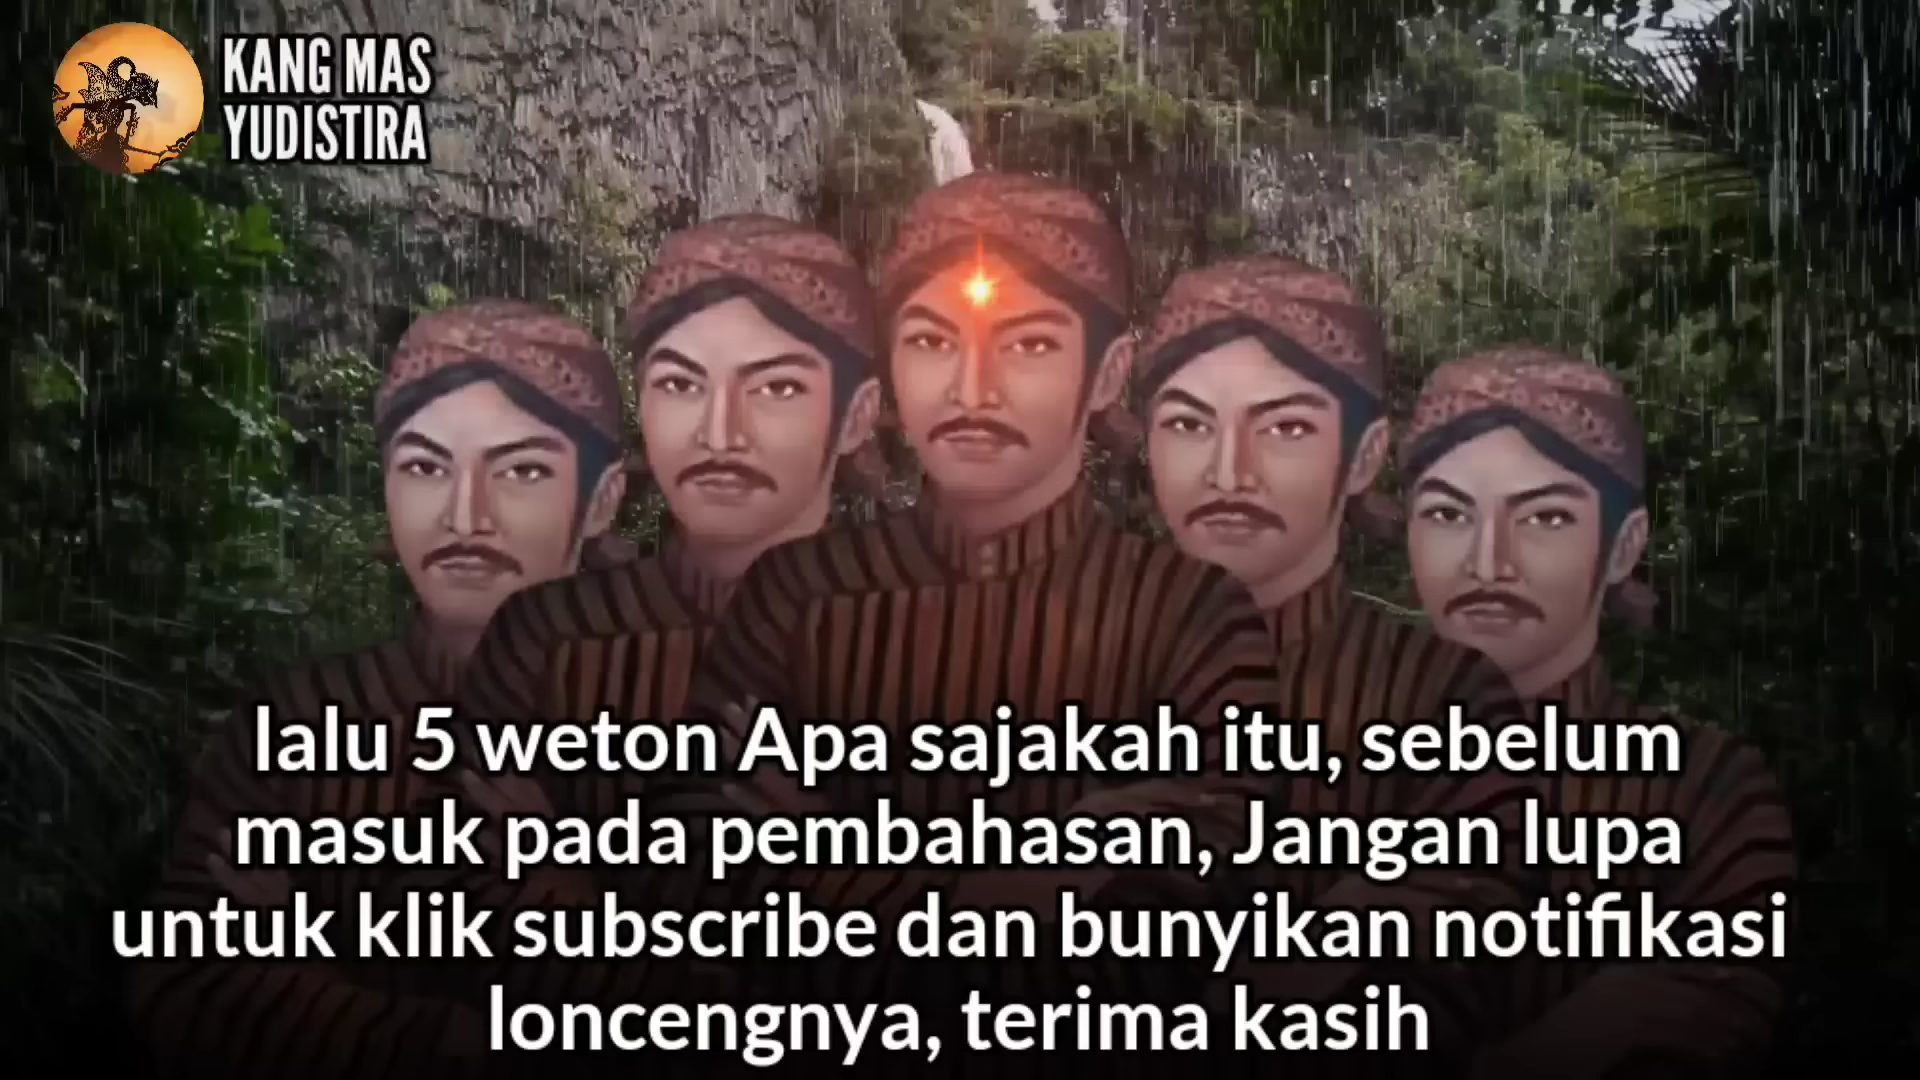 KANG MAS
YUDISTIRA
lalu 5 weton Apa sajakah itu, sebelum
masuk pada pembahasan, Jangan lupa
untuk klik subscribe dan bunyikan notifikasi
loncengnya, terima kasih